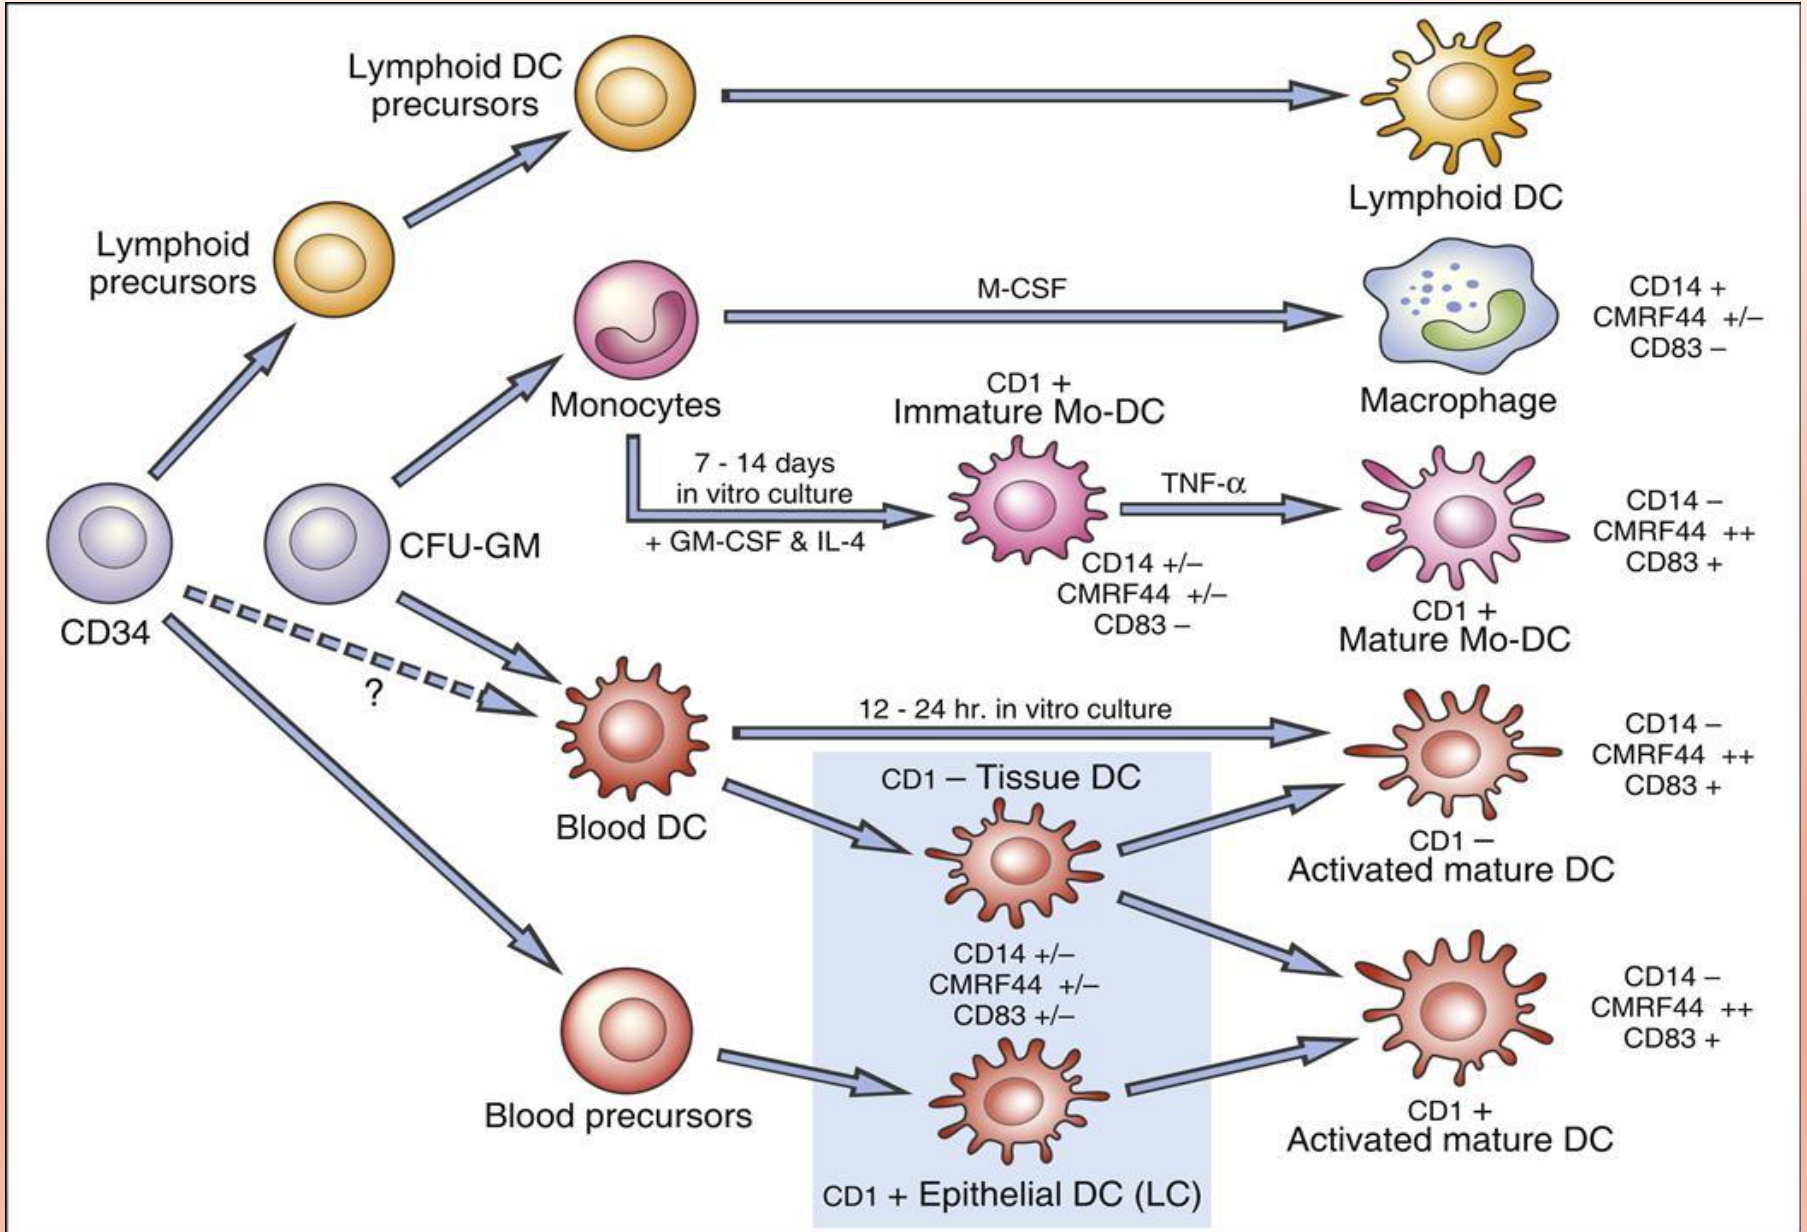 Lymphoid DC
precursors
Lymphoid DC
Lymphoid
precursors
M-CSF
Monocytes
Macrophage
CD14 +
CMRF44 +/–
CD83 –
CD1 +
Immature Mo-DC
7 - 14 days
in vitro culture
+ GM-CSF & IL-4
TNF-α
CD14 +/–
CMRF44 +/–
CD83 –
CD14 –
CMRF44 ++
CD83 +
CD1 +
Mature Mo-DC
CFU-GM
CD34
?
12 - 24 hr. in vitro culture
Blood DC
CD1 – Tissue DC
CD14 –
CMRF44 ++
CD83 +
CD1 –
Activated mature DC
CD14 +/–
CMRF44 +/–
CD83 +/–
Blood precursors
CD1 + Epithelial DC (LC)
CD14 –
CMRF44 ++
CD83 +
CD1 +
Activated mature DC